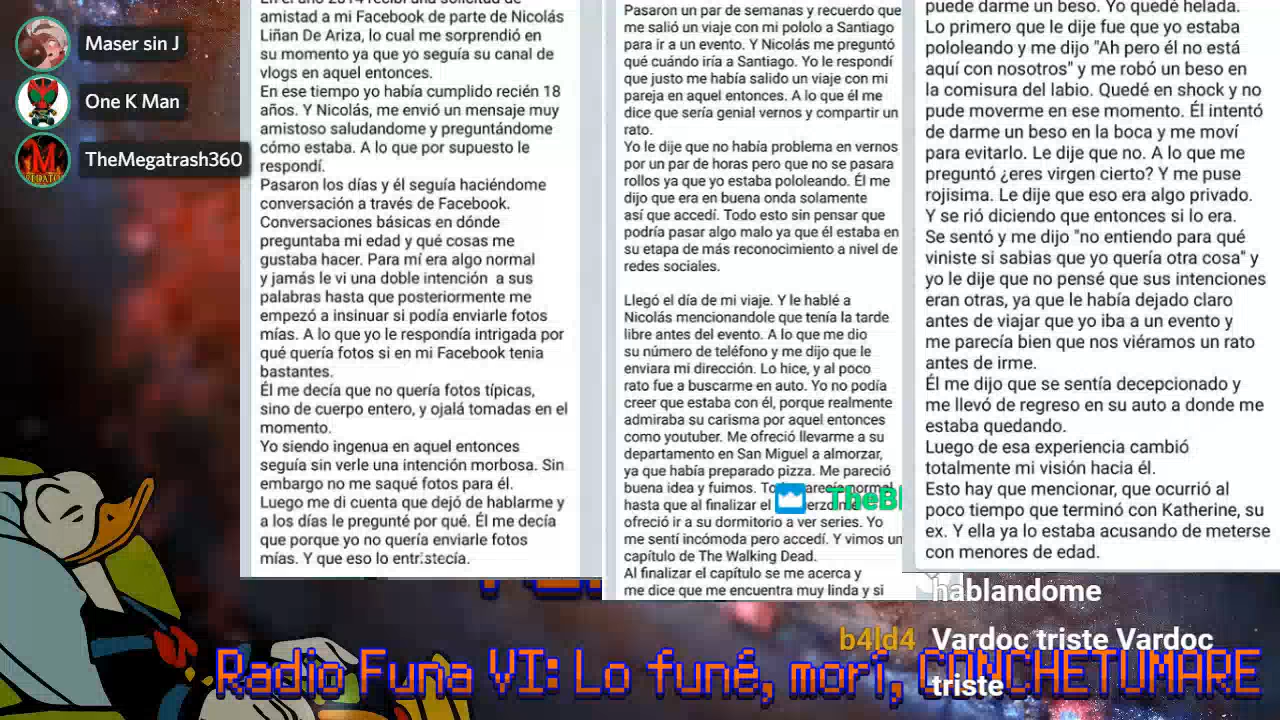 Maser sin J
One K Man
TheMegatrash360
amistad a mi Facebook de parte de Nicolás
Liñan De Ariza, lo cual me sorprendió en
su momento ya que yo seguía su canal de
vlogs en aquel entonces.
En ese tiempo yo había cumplido recién 18
años. Y Nicolás, me envió un mensaje muy
amistoso saludandome y preguntándome
cómo estaba. A lo que por supuesto le
respondí.
Pasaron los días y él seguía haciéndome
conversación a través de Facebook.
Conversaciones básicas en dónde
preguntaba mi edad y qué cosas me
gustaba hacer. Para mí era algo normal
y jamás le vi una doble intención a sus
palabras hasta que posteriormente me
empezó a insinuar si podía enviarle fotos
mías. A lo que yo le respondía intrigada por
qué quería fotos si en mi Facebook tenia
bastantes.
Él me decía que no quería fotos típicas,
sino de cuerpo entero, y ojalá tomadas en el
momento.
Yo siendo ingenua en aquel entonces
seguía sin verle una intención morbosa. Sin
embargo no me saqué fotos para él.
Luego me di cuenta que dejó de hablarme y
a los días le pregunté por qué. Él me decía
que porque yo no quería enviarle fotos
mías. Y que eso lo entristecía.
Pasaron un par de semanas y recuerdo que
me salió un viaje con mi pololo a Santiago
para ir a un evento. Y Nicolás me preguntó
qué cuándo iría a Santiago. Yo le respondí
que justo me había salido un viaje con mi
pareja en aquel entonces. A lo que él me
dice que sería genial vernos y compartir un
rato.
Yo le dije que no había problema en vernos
por un par de horas pero que no se pasara
rollos ya que yo estaba pololeando. Él me
dijo que era en buena onda solamente
así que accedí. Todo esto sin pensar que
podría pasar algo malo ya que él estaba en
su etapa de más reconocimiento a nivel de
redes sociales.
Llegó el día de mi viaje. Y le hablé a
Nicolás mencionandole que tenía la tarde
libre antes del evento. A lo que me dio
su número de teléfono y me dijo que le
enviara mi dirección. Lo hice, y al poco
rato fue a buscarme en auto. Yo no podía
creer que estaba con él, porque realmente
admiraba su carisma por aquel entonces
como youtuber. Me ofreció llevarme a su
departamento en San Miguel a almorzar,
ya que había preparado pizza. Me pareció
buena idea y fuimos. normal
hasta que al finalizar el
ofreció ir a su dormitorio a ver series. Yo
me sentí incómoda pero accedí. Y vimos un
capítulo de The Walking Dead.
Al finalizar el capítulo se me acerca y
me dice que me encuentra muy linda y si
puede darme un beso. Yo quedé helada.
Lo primero que le dije fue que yo estaba
pololeando y me dijo "Ah pero él no está
aquí con nosotros" y me robó un beso en
la comisura del labio. Quedé en shock y no
pude moverme en ese momento. Él intentó
de darme un beso en la boca y me moví
para evitarlo. Le dije que no. A lo que me
preguntó ¿eres virgen cierto? Y me puse
rojisima. Le dije que eso era algo privado.
Y se rió diciendo que entonces si lo era.
Se sentó y me dijo "no entiendo para qué
viniste si sabias que yo quería otra cosa" y
yo le dije que no pensé que sus intenciones
eran otras, ya que le había dejado claro
antes de viajar que yo iba a un evento y
me parecía bien que nos viéramos un rato
antes de irme.
Él me dijo que se sentía decepcionado y
me llevó de regreso en su auto a donde me
estaba quedando.
Luego de esa experiencia cambió
totalmente mi visión hacia él.
Esto hay que mencionar, que ocurrió al
poco tiempo que terminó con Katherine, su
ex. Y ella ya lo estaba acusando de meterse
con menores de edad.
hablandome
b4ld4 Vardoc triste Vardoc
triste
Radio Funa VI: Lo funé, morí, CONCHETUMARE